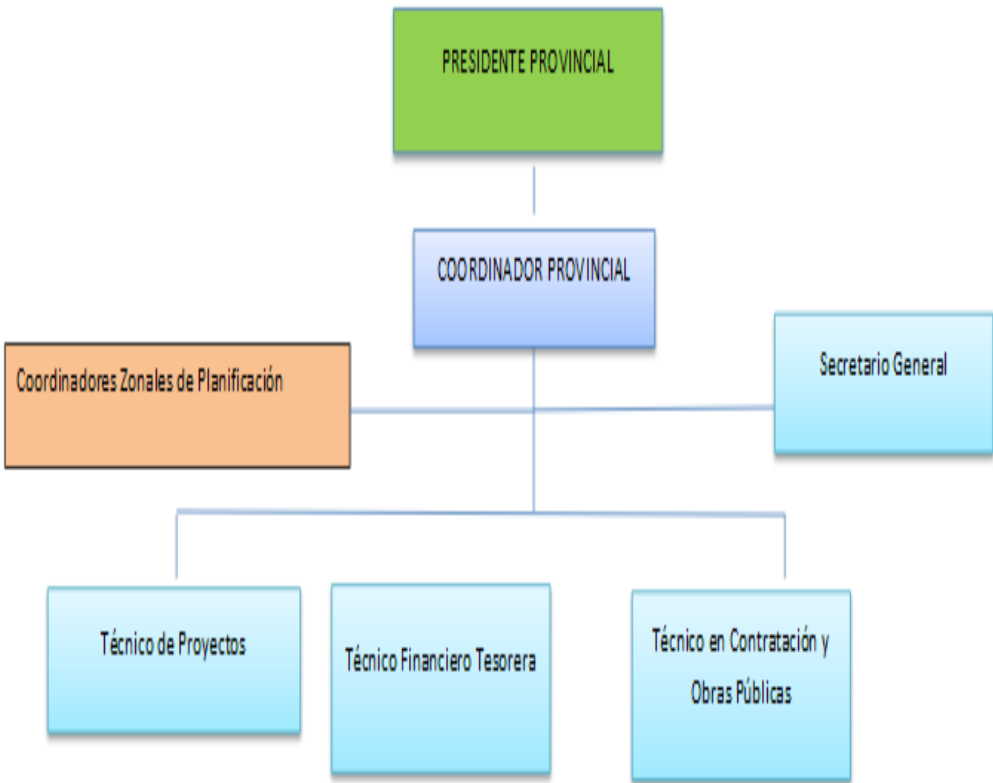 PRESIDENTE PROVINCIAL
COORDINADOR PROVINCIAL
Coordinadores Zonales de Planificación
Secretario General
Técnico de Proyectos
Técnico Financiero Tesorera
Técnico en Contratación y
Obras Públicas